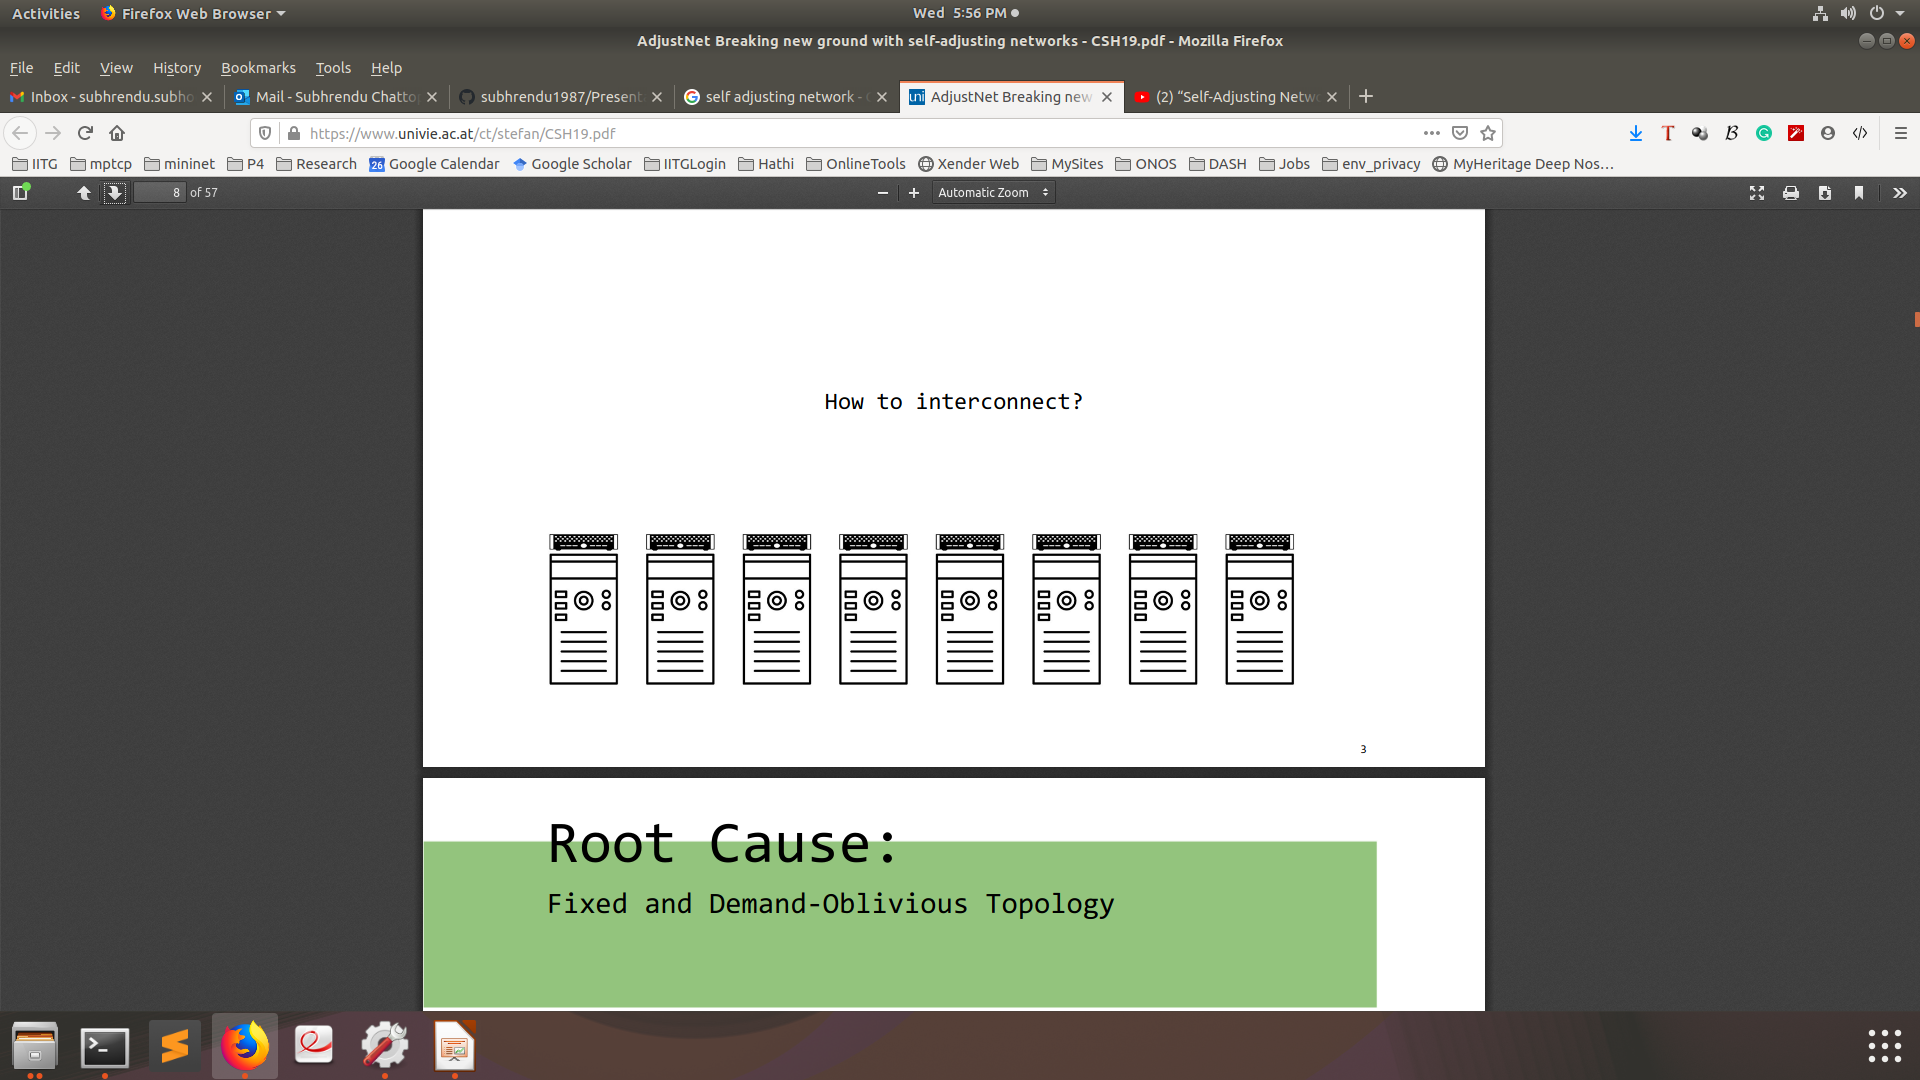 Activities Firefox Web Browser Wed 5:56 PM
AdjustNet Breaking new ground with self-adjusting networks - CSH19.pdf - Mozilla Firefox
File Edit View History Bookmarks Tools Help
Inbox - subhrendu.subho Mail - Subhrendu Chatto subhrendu1987/Present self adjusting network - AdjustNet Breaking new (2) “Self-Adjusting Netw
https://www.univie.ac.at/ct/stefan/CSH19.pdf
IITG mptcp mininet P4 Research 26 Google Calendar Google Scholar IITGLogin Hathi OnlineTools Xender Web MySites ONOS DASH Jobs env_privacy MyHeritage Deep Nos…
8 of 57 Automatic Zoom
How to interconnect?
3
Root Cause:
Fixed and Demand-Oblivious Topology